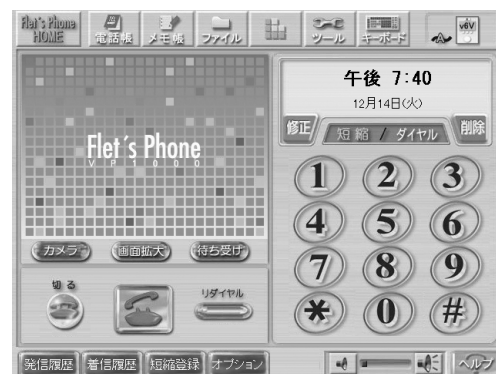 Flet's Phone
HOME
電話帳
メモ帳
ファイル
ツール
キーボード
v6V
午後 7:40
12月14日(火)
修正
短縮 / ダイヤル
削除
Flet's Phone
VP1000
カメラ
画面拡大
待ち受け
切る
リダイヤル
1
2
3
4
5
6
7
8
9
*
0
#
発信履歴
着信履歴
短縮登録
オプション
ヘルプ